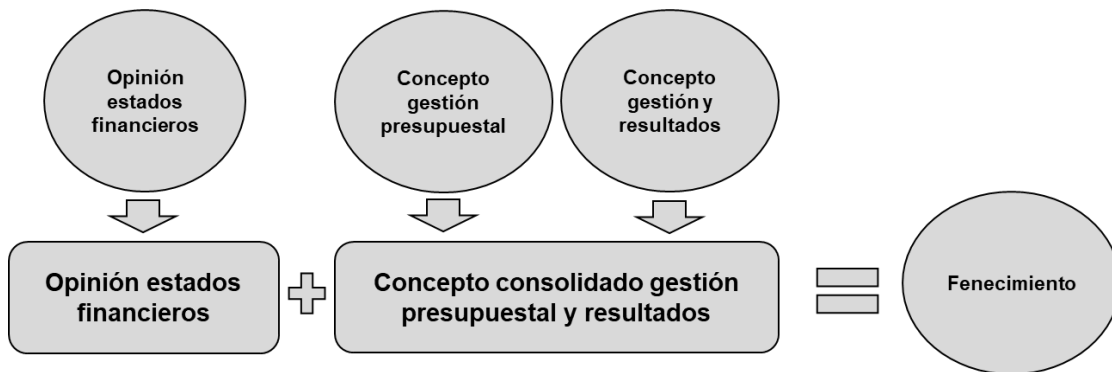 Opinión
estados
financieros
Concepto
gestión
presupuestal
Concepto
gestión y
resultados
Opinión estados
financieros
Concepto consolidado gestión
presupuestal y resultados
Fenecimiento